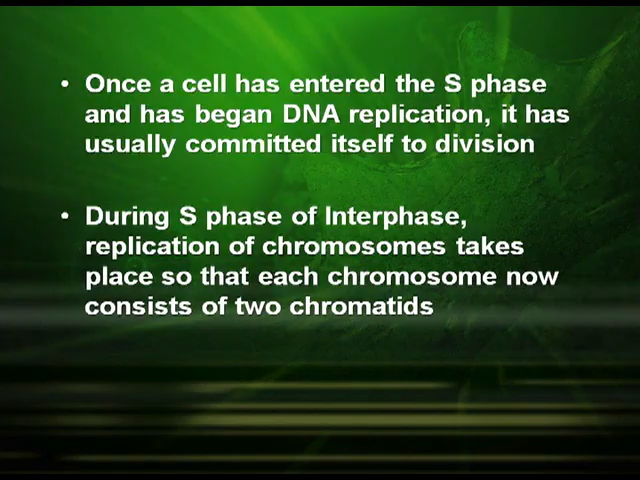 • Once a cell has entered the S phase
and has began DNA replication, it has
usually committed itself to division
• During S phase of Interphase,
replication of chromosomes takes
place so that each chromosome now
consists of two chromatids